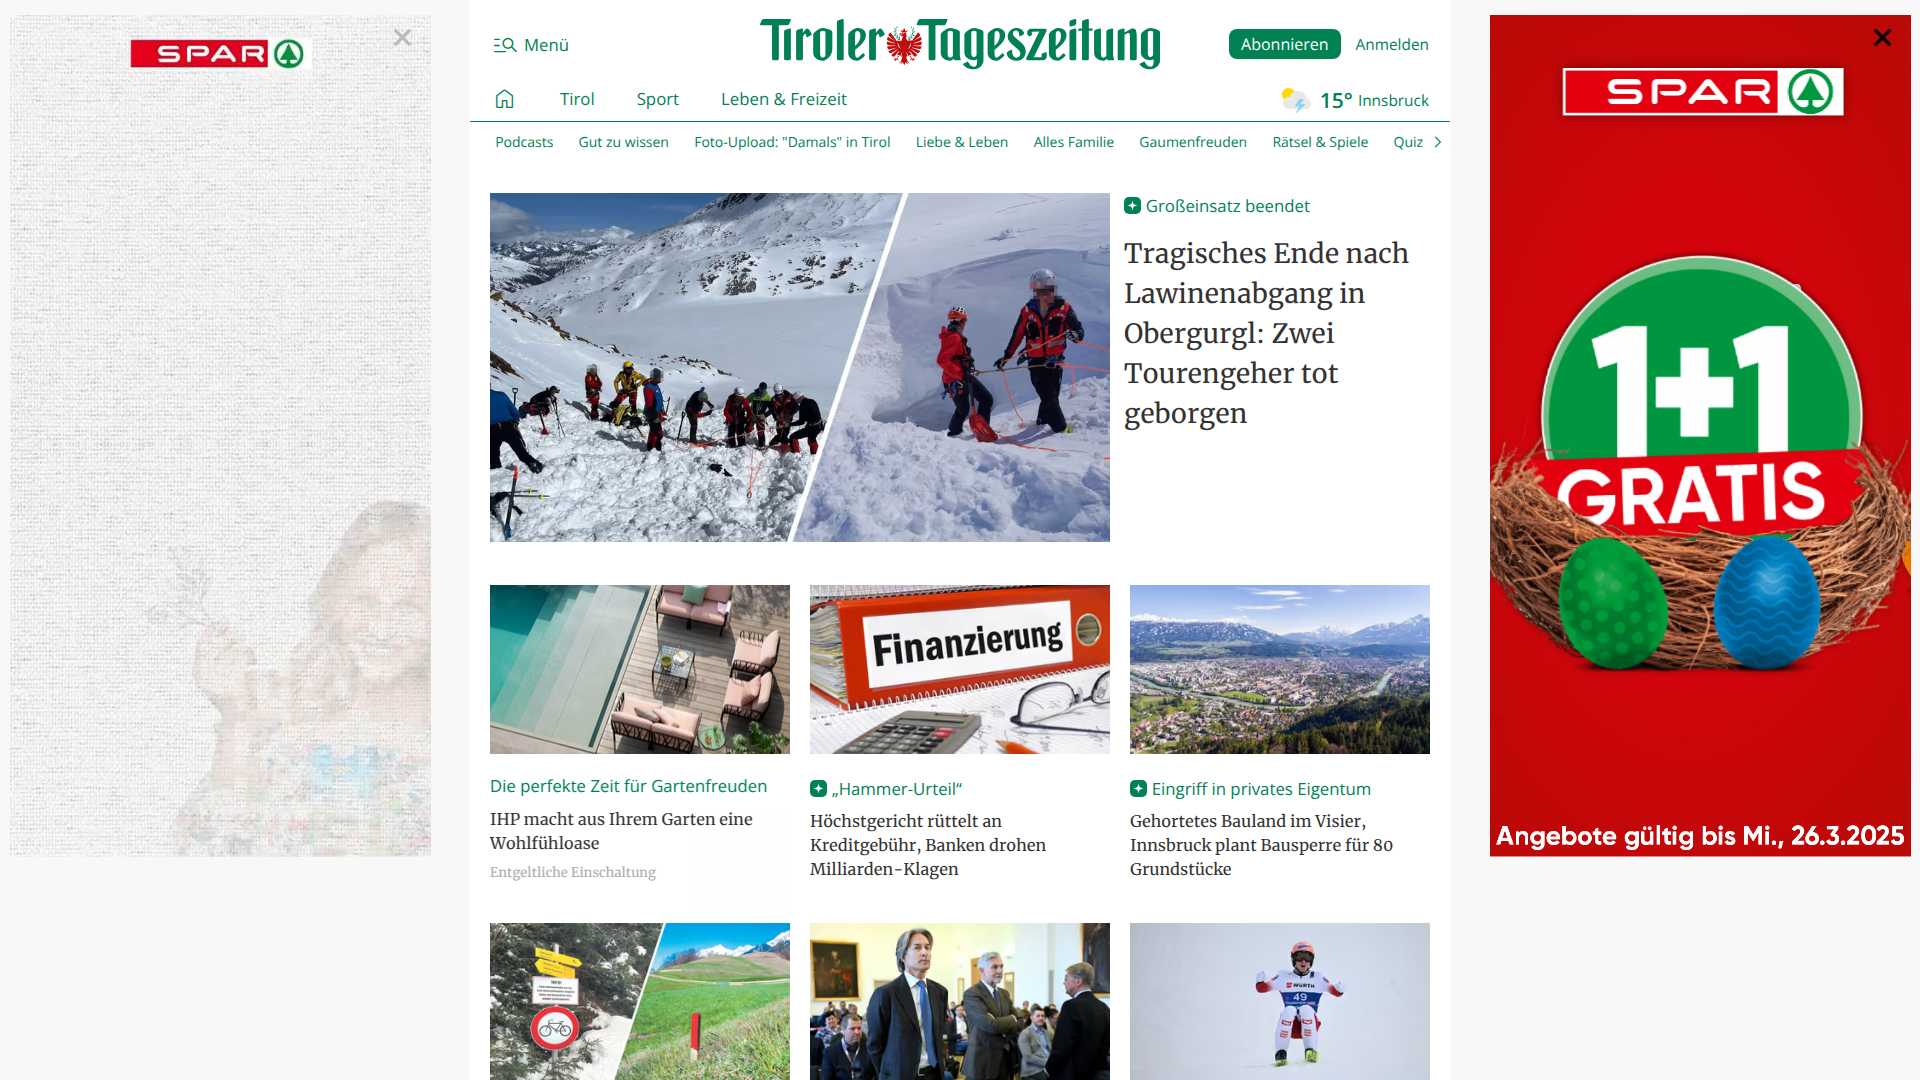 SPAR
Menü
Tiroler Tageszeitung
Abonnieren
Anmelden
Tirol
Sport
Leben & Freizeit
15° Innsbruck
Podcasts
Gut zu wissen
Foto-Upload: "Damals" in Tirol
Liebe & Leben
Alles Familie
Gaumenfreuden
Rätsel & Spiele
Quiz
Großeinsatz beendet
Tragisches Ende nach
Lawinenabgang in
Obergurgl: Zwei
Tourengeher tot
geborgen
Finanzierung
Die perfekte Zeit für Gartenfreuden
IHP macht aus Ihrem Garten eine
Wohlfühloase
Entgeltliche Einschaltung
„Hammer-Urteil“
Höchstgericht rüttelt an
Kreditgebühr, Banken drohen
Milliarden-Klagen
Eingriff in privates Eigentum
Gehortetes Bauland im Visier,
Innsbruck plant Bausperre für 80
Grundstücke
WÜRTH
49
SPAR
1+1
GRATIS
Angebote gültig bis Mi., 26.3.2025